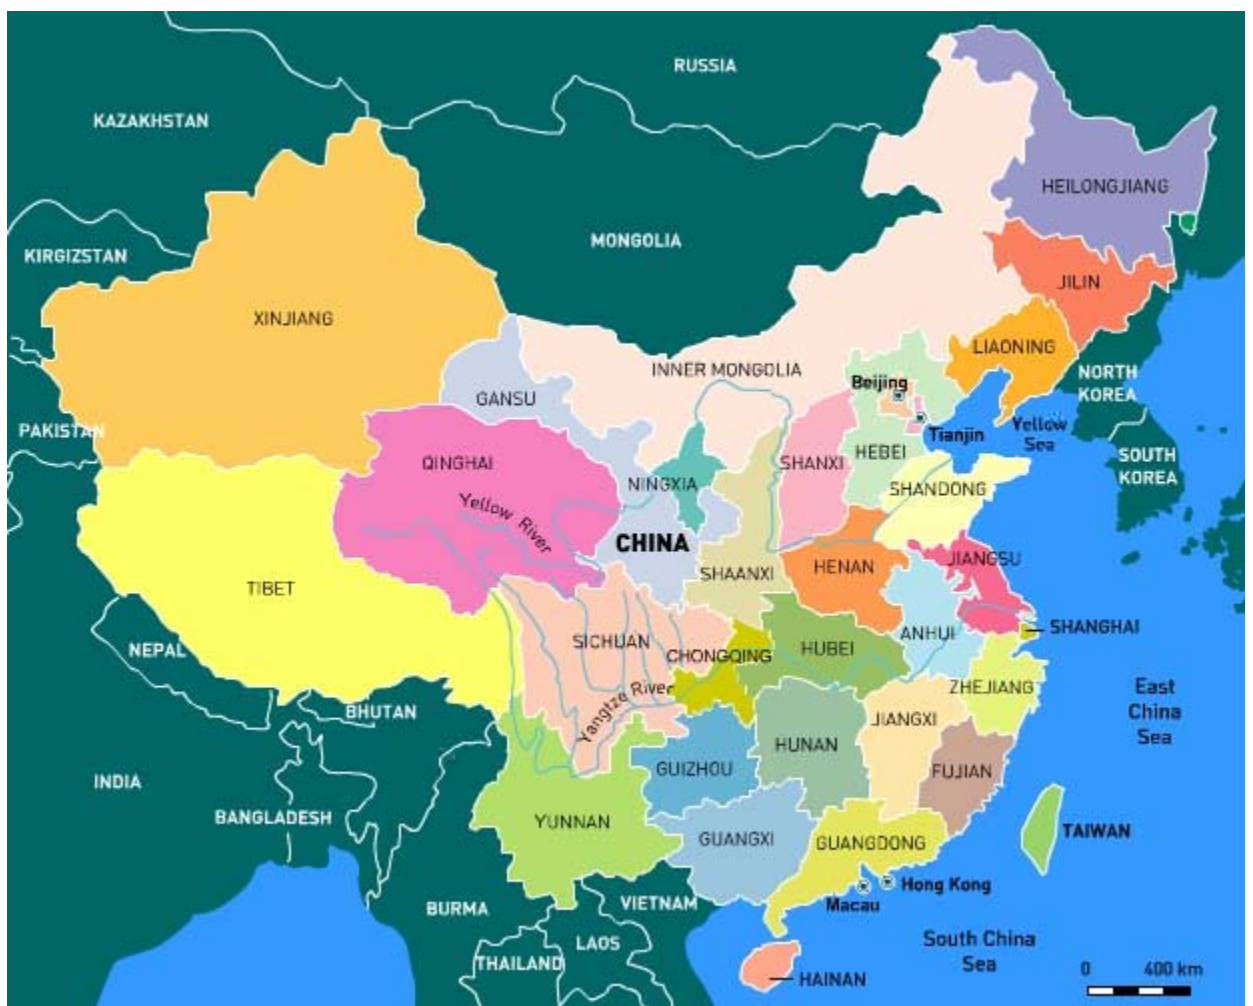 RUSSIA
KAZAKHSTAN
HEILONGJIANG
MONGOLIA
KIRGIZSTAN
JILIN
XINJIANG
LIAONING
INNER MONGOLIA
NORTH
KOREA
Beijing
GANSU
Yellow
Sea
Tianjin
PAKISTAN
SOUTH
KOREA
HEBEI
QINGHAI
SHANXI
NINGXIA
SHANDONG
Yellow River
CHINA
JIANGSU
HENAN
SHAANXI
TIBET
SHANGHAI
ANHUI
SICHUAN
HUBEI
NEPAL
CHONGQING
ZHEJIANG
East
China
Sea
Yangtze River
BHUTAN
JIANGXI
HUNAN
GUIZHOU
FUJIAN
INDIA
BANGLADESH
YUNNAN
TAIWAN
GUANGXI
GUANGDONG
Hong Kong
Macau
VIETNAM
BURMA
LAOS
South China
Sea
THAILAND
HAINAN
0 400 km